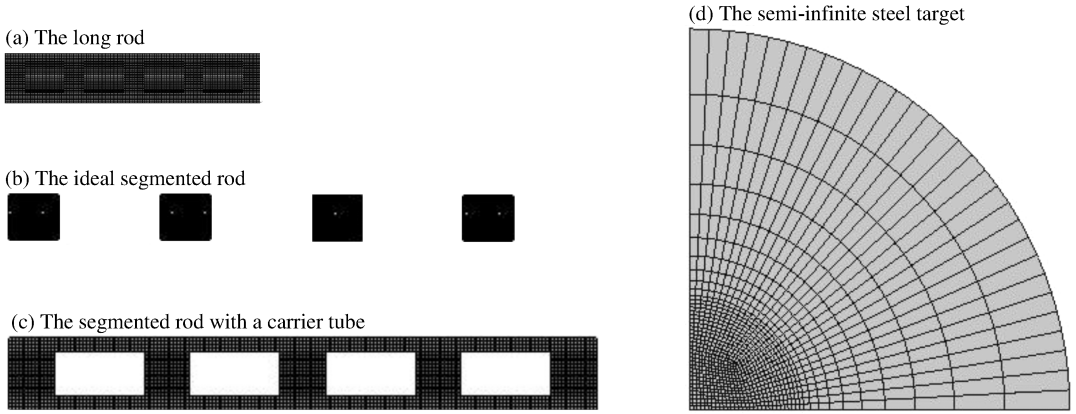 (a) The long rod
(b) The ideal segmented rod
(c) The segmented rod with a carrier tube
(d) The semi-infinite steel target